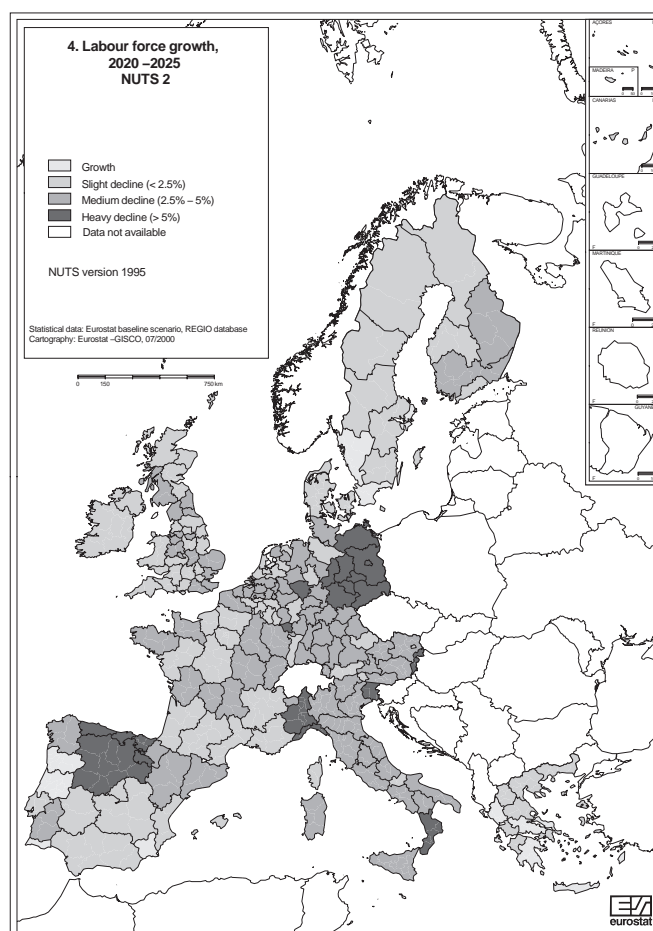 4. Labour force growth,
2020 –2025
NUTS 2
Growth
Slight decline (< 2.5%)
Medium decline (2.5% – 5%)
Heavy decline (> 5%)
Data not available
NUTS version 1995
Statistical data: Eurostat baseline scenario, REGIO database
Cartography: Eurostat –GISCO, 07/2000
0 150 750 km
AÇORES
MADEIRA P
CANARIAS
GUADELOUPE
F
MARTINIQUE
F
REUNION
F
GUYANE
F
eurostat